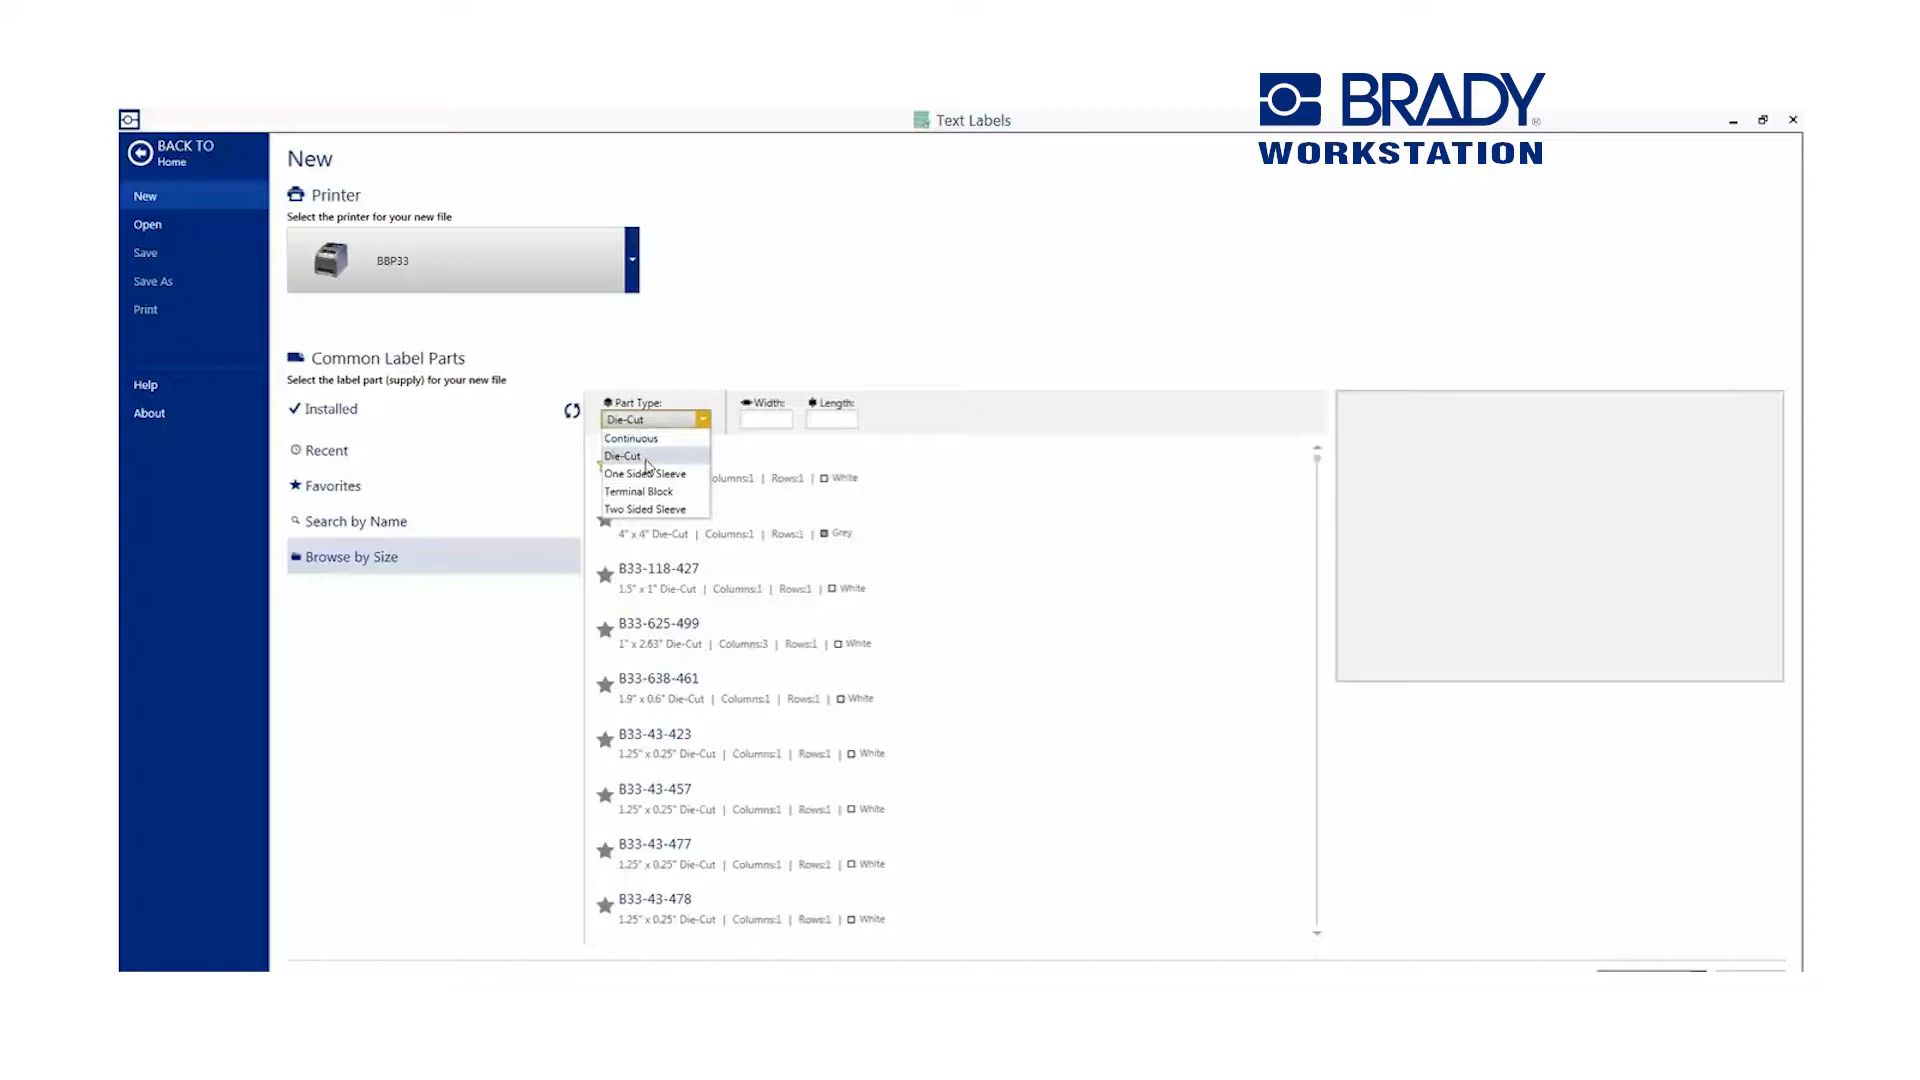 BRADY
WORKSTATION
Text Labels
BACK TO
Home
New
Open
Save
Save As
Print
Help
About
New
Printer
Select the printer for your new file
BBP33
Common Label Parts
Select the label part (supply) for your new file
Installed
Recent
Favorites
Search by Name
Browse by Size
Part Type:
Width:
Length:
Die-Cut
Continuous
Die-Cut
One Sided Sleeve
Terminal Block
Two Sided Sleeve
olumns:1 | Rows:1 | White
4" x 4" Die-Cut | Columns:1 | Rows:1 | Grey
B33-118-427
1.5" x 1" Die-Cut | Columns:1 | Rows:1 | White
B33-625-499
1" x 2.63" Die-Cut | Columns:3 | Rows:1 | White
B33-638-461
1.9" x 0.6" Die-Cut | Columns:1 | Rows:1 | White
B33-43-423
1.25" x 0.25" Die-Cut | Columns:1 | Rows:1 | White
B33-43-457
1.25" x 0.25" Die-Cut | Columns:1 | Rows:1 | White
B33-43-477
1.25" x 0.25" Die-Cut | Columns:1 | Rows:1 | White
B33-43-478
1.25" x 0.25" Die-Cut | Columns:1 | Rows:1 | White